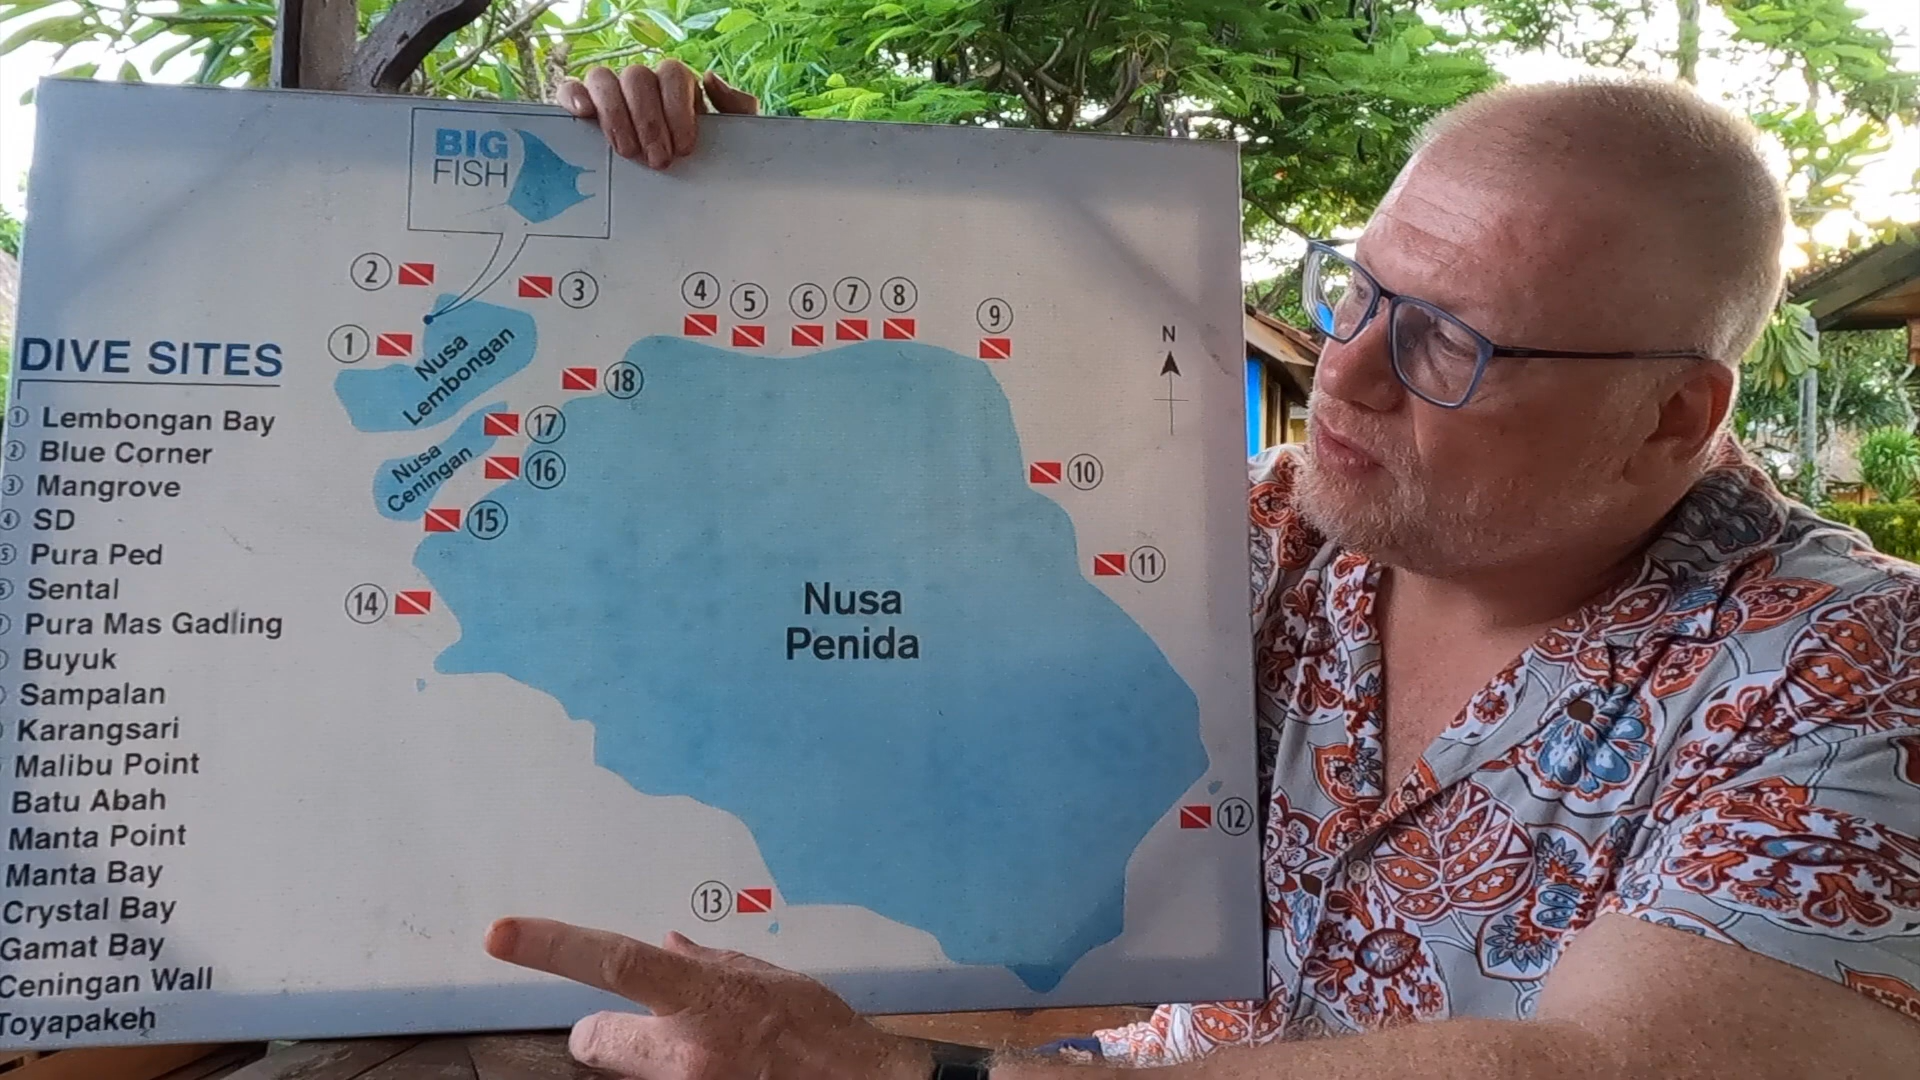 BIG
FISH
DIVE SITES
① Lembongan Bay
② Blue Corner
③ Mangrove
④ SD
⑤ Pura Ped
Sental
Pura Mas Gadling
Buyuk
Sampalan
Karangsari
Malibu Point
Batu Abah
Manta Point
Manta Bay
Crystal Bay
Gamat Bay
Ceningan Wall
Toyapakeh
2
3
1
Nusa
Lembongan
4
5
6
7
8
9
N
18
17
Nusa
Ceningan
16
15
10
11
14
Nusa
Penida
12
13